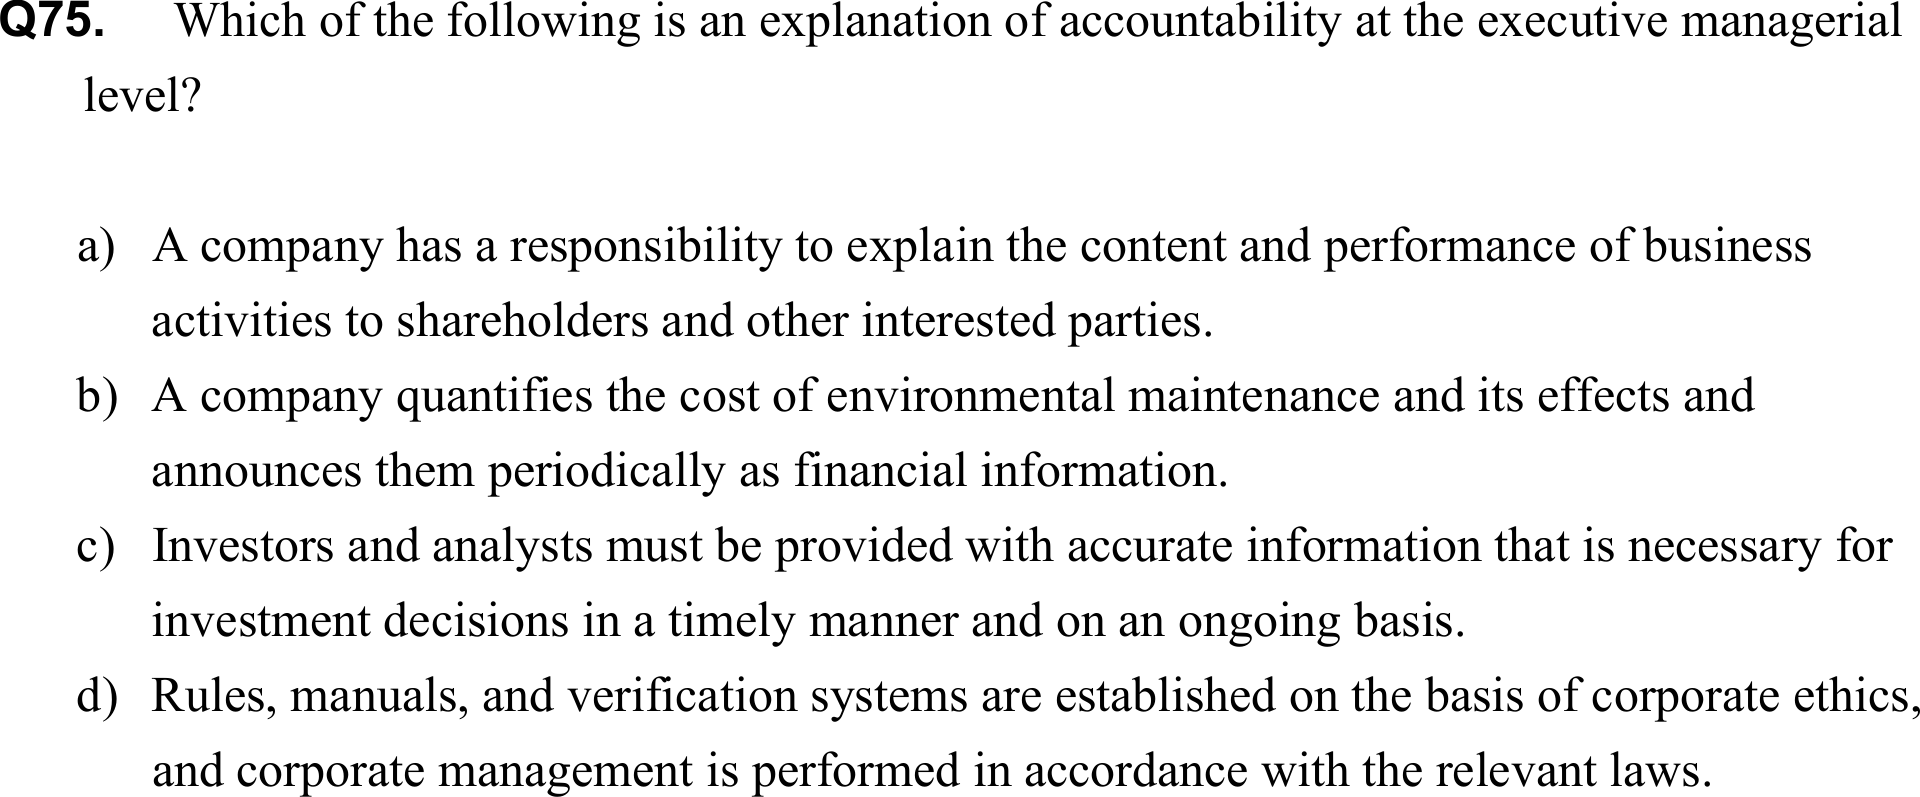 Q75. Which of the following is an explanation of accountability at the executive managerial
level?
a) A company has a responsibility to explain the content and performance of business
activities to shareholders and other interested parties.
b) A company quantifies the cost of environmental maintenance and its effects and
announces them periodically as financial information.
c) Investors and analysts must be provided with accurate information that is necessary for
investment decisions in a timely manner and on an ongoing basis.
d) Rules, manuals, and verification systems are established on the basis of corporate ethics,
and corporate management is performed in accordance with the relevant laws.